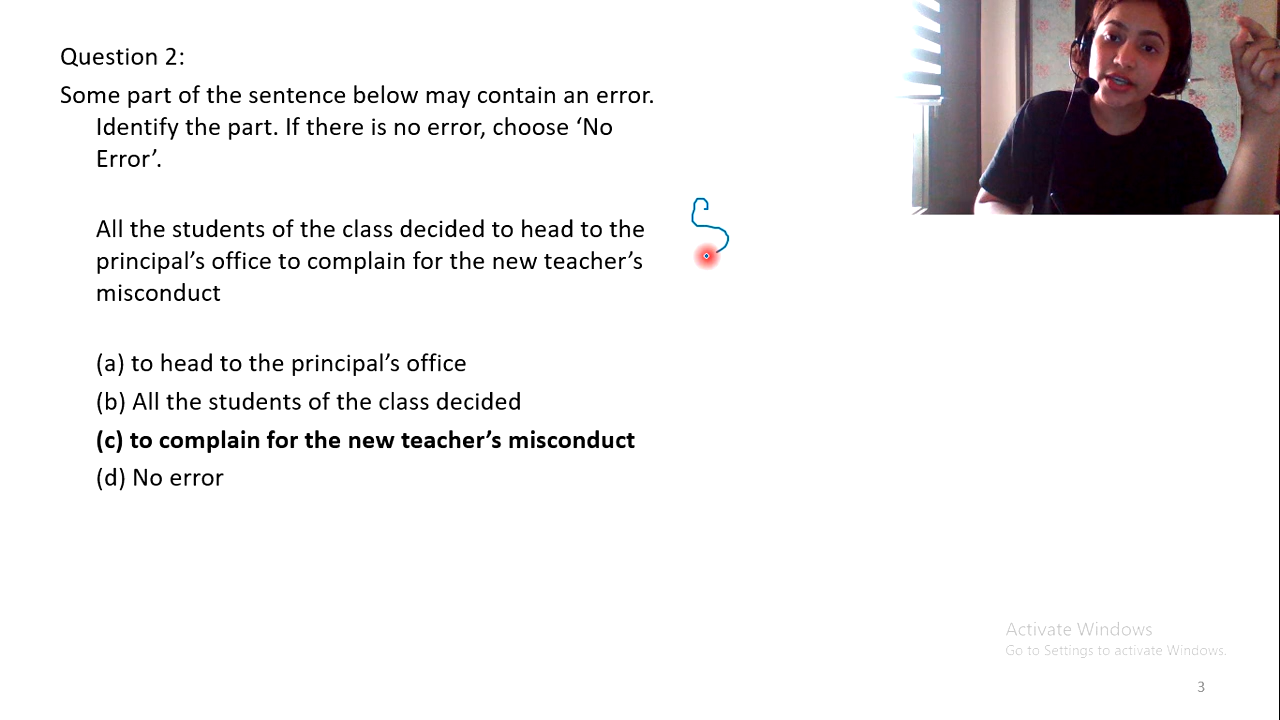 Question 2:
Some part of the sentence below may contain an error.
Identify the part. If there is no error, choose ‘No
Error’.
All the students of the class decided to head to the
principal’s office to complain for the new teacher’s
misconduct
(a) to head to the principal’s office
(b) All the students of the class decided
(c) to complain for the new teacher’s misconduct
(d) No error
S
Activate Windows
Go to Settings to activate Windows.
3